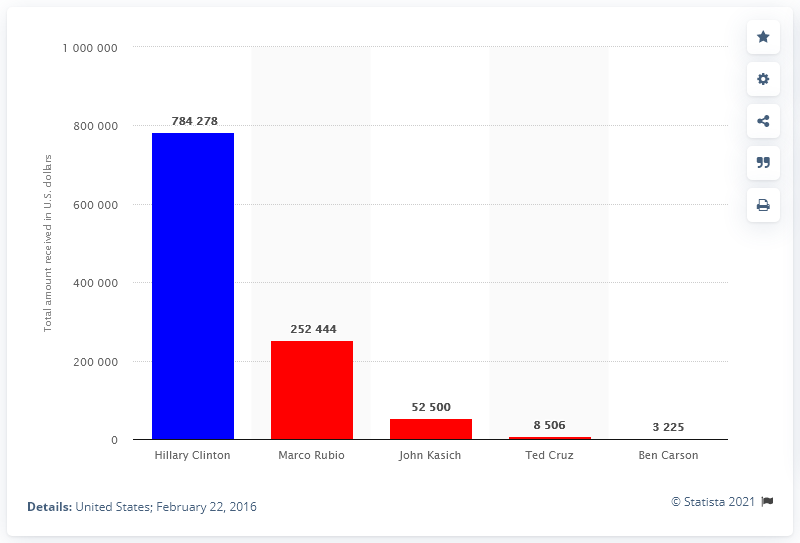 1 000 000
800 000
600 000
400 000
200 000
0
Total amount received in U.S. dollars
784 278
252 444
52 500
8 506
3 225
Hillary Clinton
Marco Rubio
John Kasich
Ted Cruz
Ben Carson
Details: United States; February 22, 2016
© Statista 2021